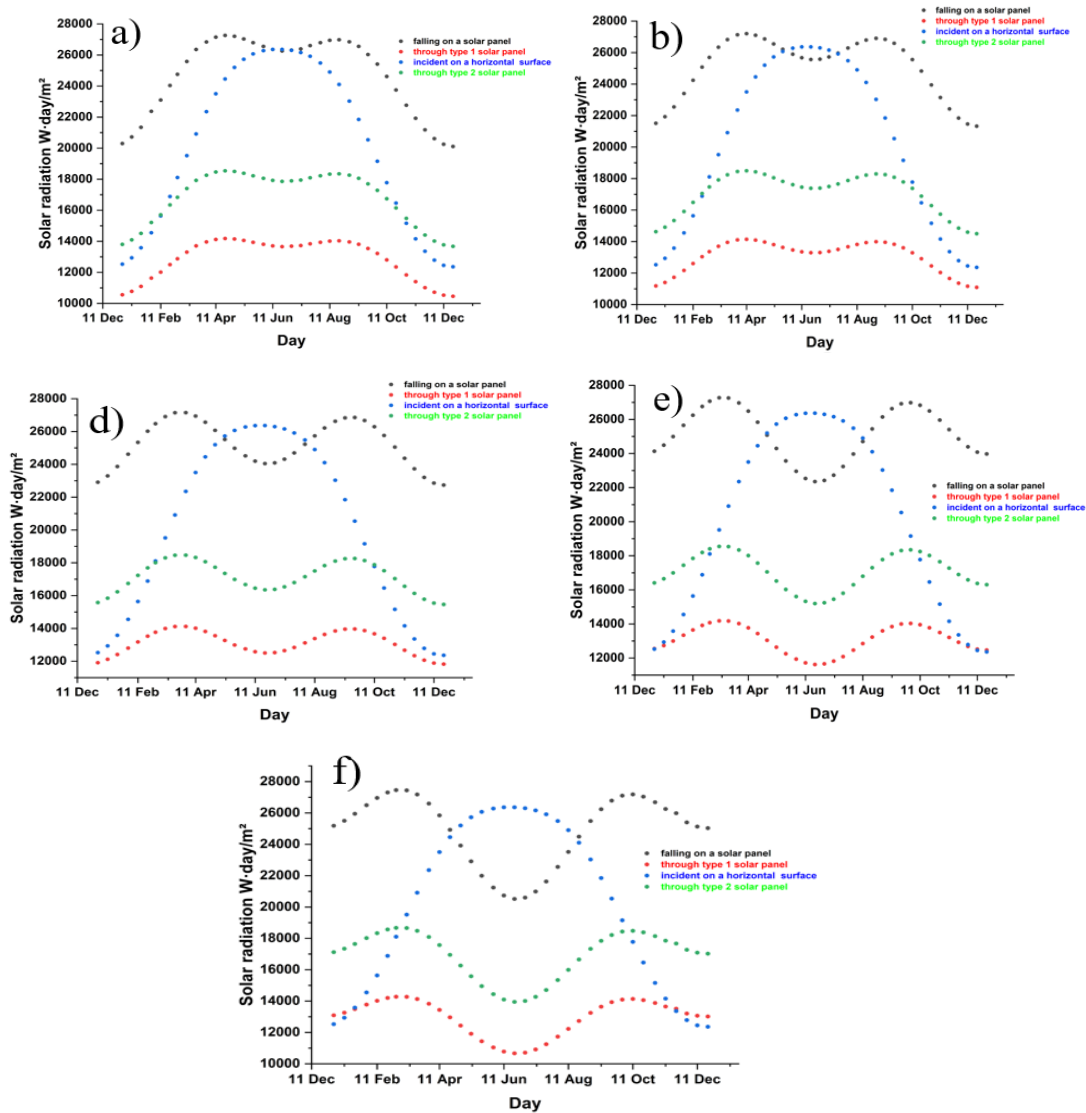 a)
falling on a solar panel
through type 1 solar panel
incident on a horizontal surface
through type 2 solar panel
28000
26000
24000
22000
20000
18000
16000
14000
12000
10000
Solar radiation W·day/m²
11 Dec 11 Feb 11 Apr 11 Jun 11 Aug 11 Oct 11 Dec
Day
b)
falling on a solar panel
through type 1 solar panel
incident on a horizontal surface
through type 2 solar panel
28000
26000
24000
22000
20000
18000
16000
14000
12000
10000
Solar radiation W·day/m²
11 Dec 11 Feb 11 Apr 11 Jun 11 Aug 11 Oct 11 Dec
Day
d)
falling on a solar panel
through type 1 solar panel
incident on a horizontal surface
through type 2 solar panel
28000
26000
24000
22000
20000
18000
16000
14000
12000
Solar radiation W·day/m²
11 Dec 11 Feb 11 Apr 11 Jun 11 Aug 11 Oct 11 Dec
Day
e)
falling on a solar panel
through type 1 solar panel
incident on a horizontal surface
through type 2 solar panel
28000
26000
24000
22000
20000
18000
16000
14000
12000
Solar radiation W·day/m²
11 Dec 11 Feb 11 Apr 11 Jun 11 Aug 11 Oct 11 Dec
Day
f)
falling on a solar panel
through type 1 solar panel
incident on a horizontal surface
through type 2 solar panel
28000
26000
24000
22000
20000
18000
16000
14000
12000
10000
Solar radiation W·day/m²
11 Dec 11 Feb 11 Apr 11 Jun 11 Aug 11 Oct 11 Dec
Day